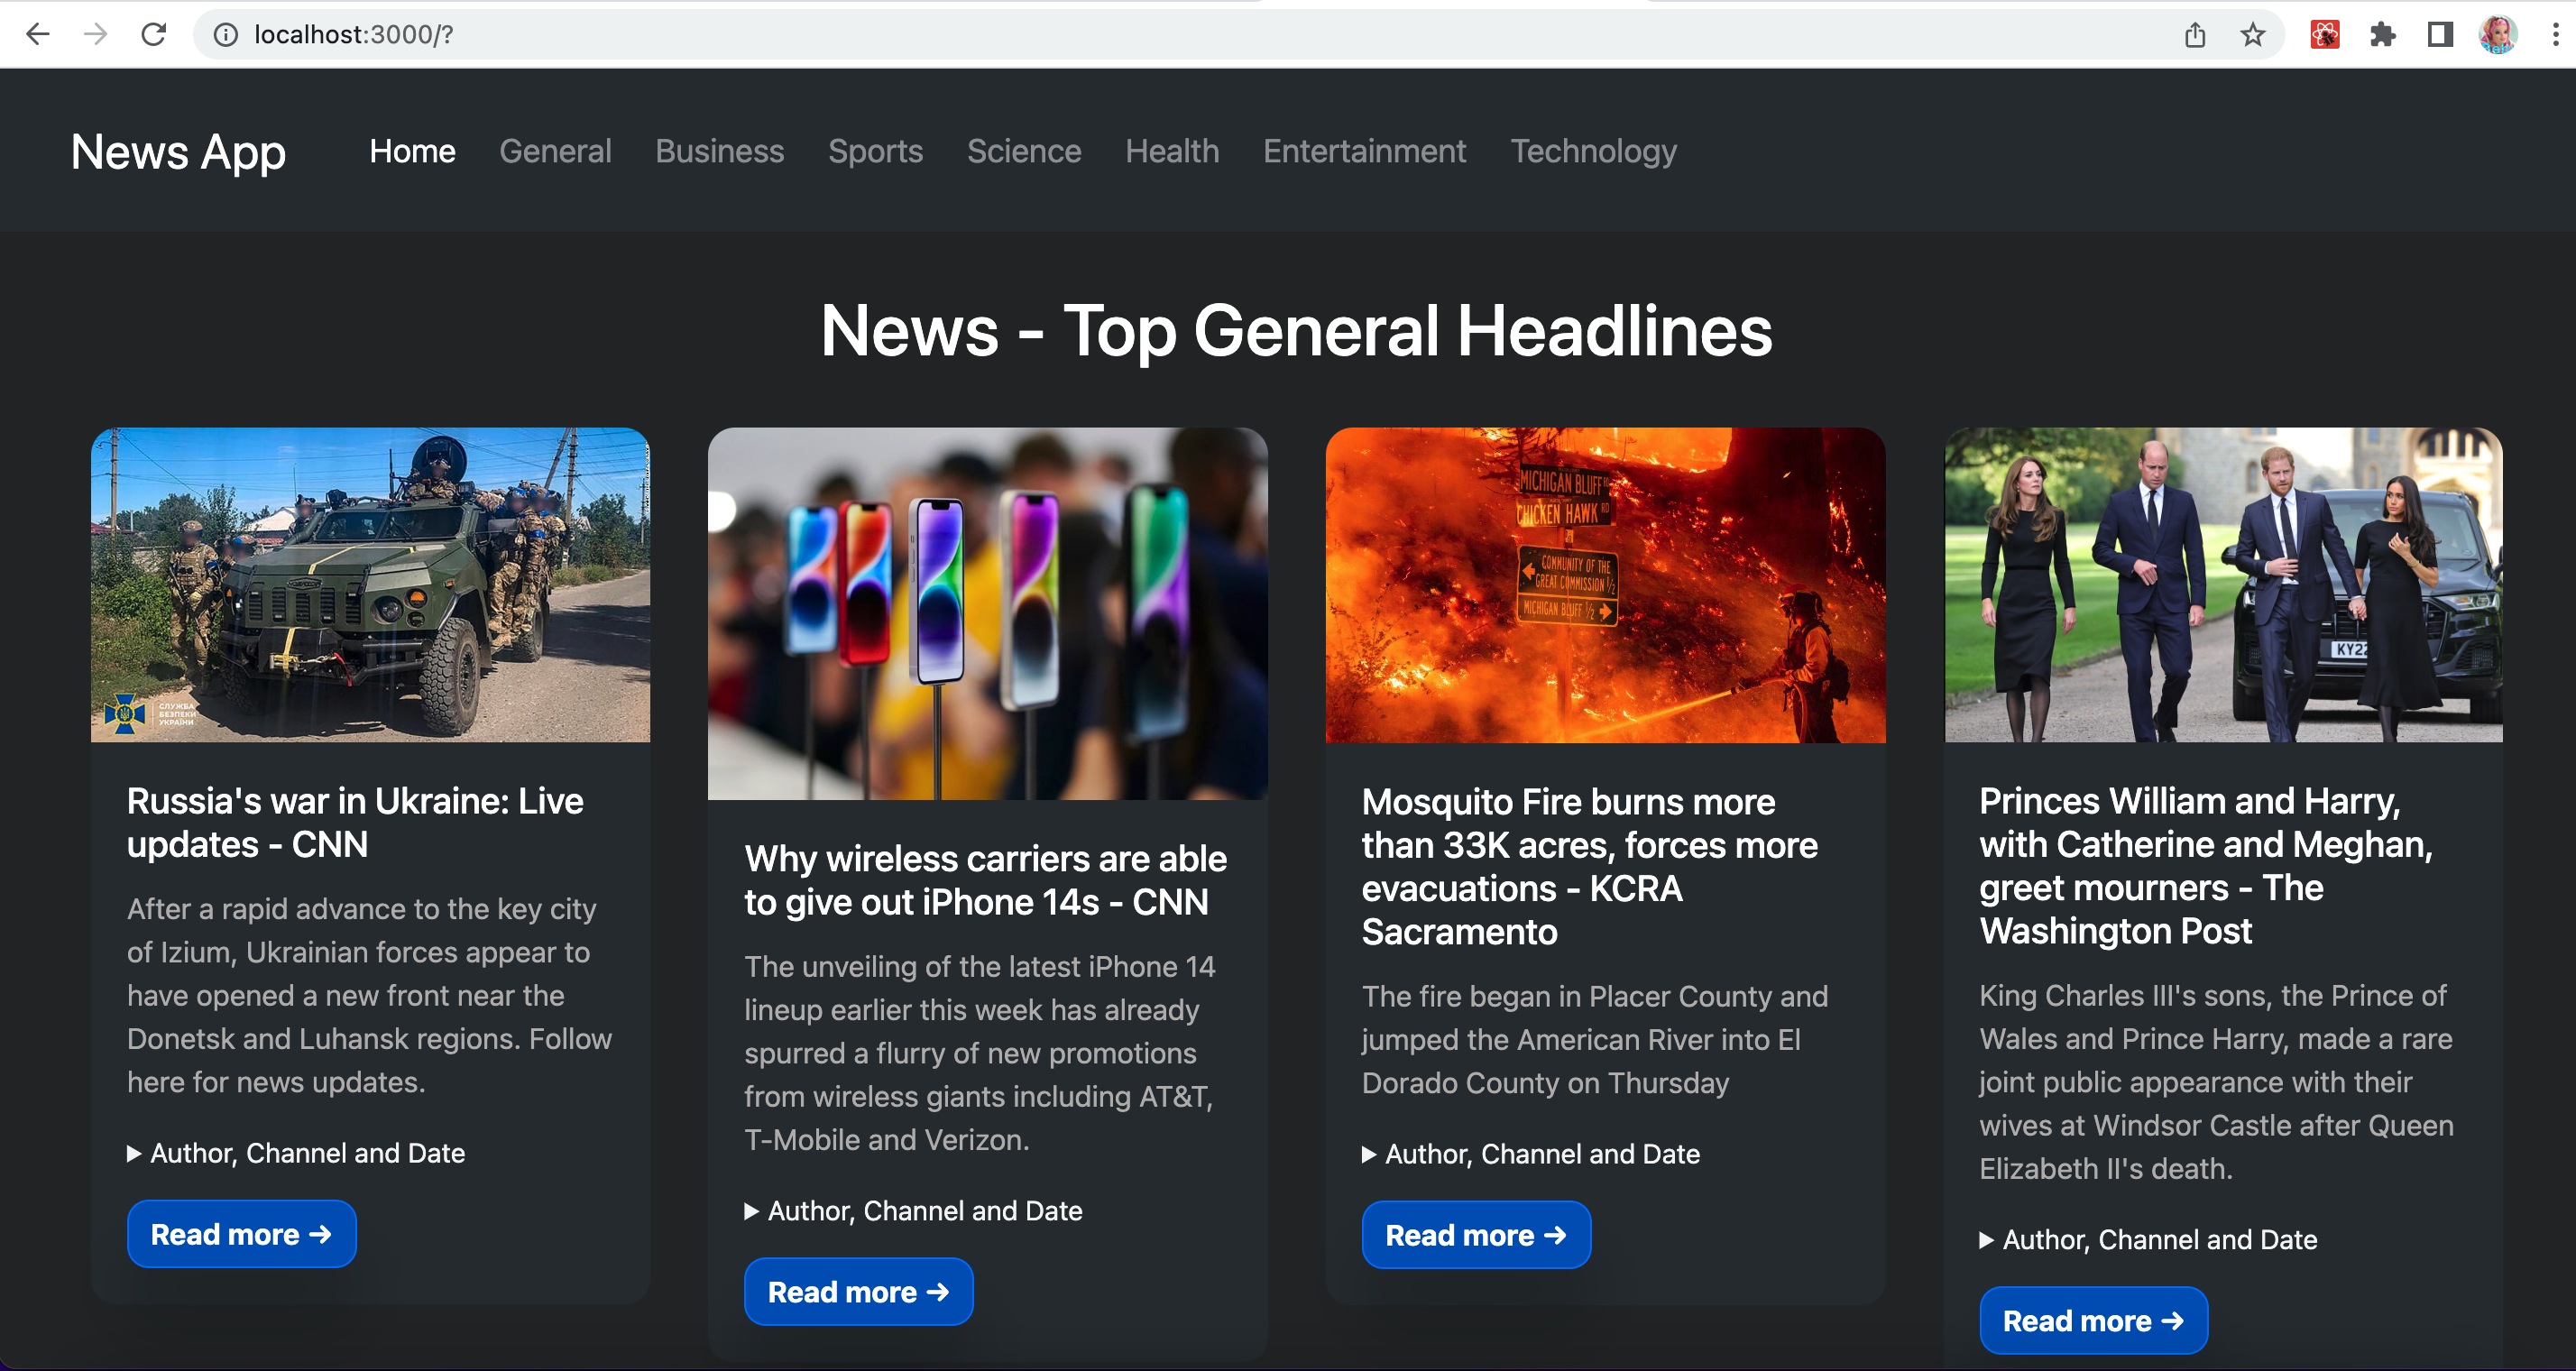 localhost:3000/?
News App
Home
General
Business
Sports
Science
Health
Entertainment
Technology
News - Top General Headlines
СЛУЖБА
БЕЗПЕКИ
УКРАЇНИ
Russia's war in Ukraine: Live
updates - CNN
After a rapid advance to the key city
of Izium, Ukrainian forces appear to
have opened a new front near the
Donetsk and Luhansk regions. Follow
here for news updates.
▶ Author, Channel and Date
Read more →
Why wireless carriers are able
to give out iPhone 14s - CNN
The unveiling of the latest iPhone 14
lineup earlier this week has already
spurred a flurry of new promotions
from wireless giants including AT&T,
T-Mobile and Verizon.
▶ Author, Channel and Date
Read more →
MICHIGAN BLUFF RD
CHICKEN HAWK RD
COMMUNITY OF THE
GREAT COMMISSION 1/2
MICHIGAN BLUFF 1/2
Mosquito Fire burns more
than 33K acres, forces more
evacuations - KCRA
Sacramento
The fire began in Placer County and
jumped the American River into El
Dorado County on Thursday
▶ Author, Channel and Date
Read more →
KY22
Princes William and Harry,
with Catherine and Meghan,
greet mourners - The
Washington Post
King Charles III's sons, the Prince of
Wales and Prince Harry, made a rare
joint public appearance with their
wives at Windsor Castle after Queen
Elizabeth II's death.
▶ Author, Channel and Date
Read more →